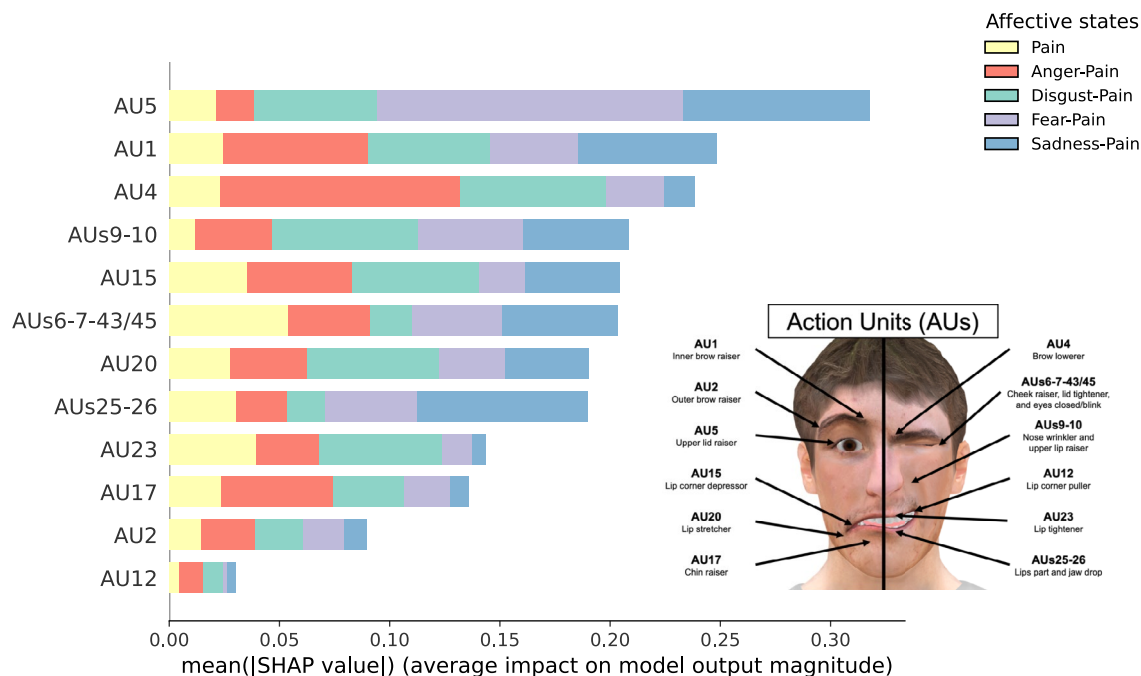 Affective states
Pain
Anger-Pain
Disgust-Pain
Fear-Pain
Sadness-Pain
AU5
AU1
AU4
AUs9-10
AU15
AUs6-7-43/45
AU20
AUs25-26
AU23
AU17
AU2
AU12
0.00 0.05 0.10 0.15 0.20 0.25 0.30
mean(|SHAP value|) (average impact on model output magnitude)
Action Units (AUs)
AU1
Inner brow raiser
AU2
Outer brow raiser
AU5
Upper lid raiser
AU15
Lip corner depressor
AU20
Lip stretcher
AU17
Chin raiser
AU4
Brow lowerer
AUs6-7-43/45
Cheek raiser, lid tightener,
and eyes closed/blink
AUs9-10
Nose wrinkler and
upper lip raiser
AU12
Lip corner puller
AU23
Lip tightener
AUs25-26
Lips part and jaw drop